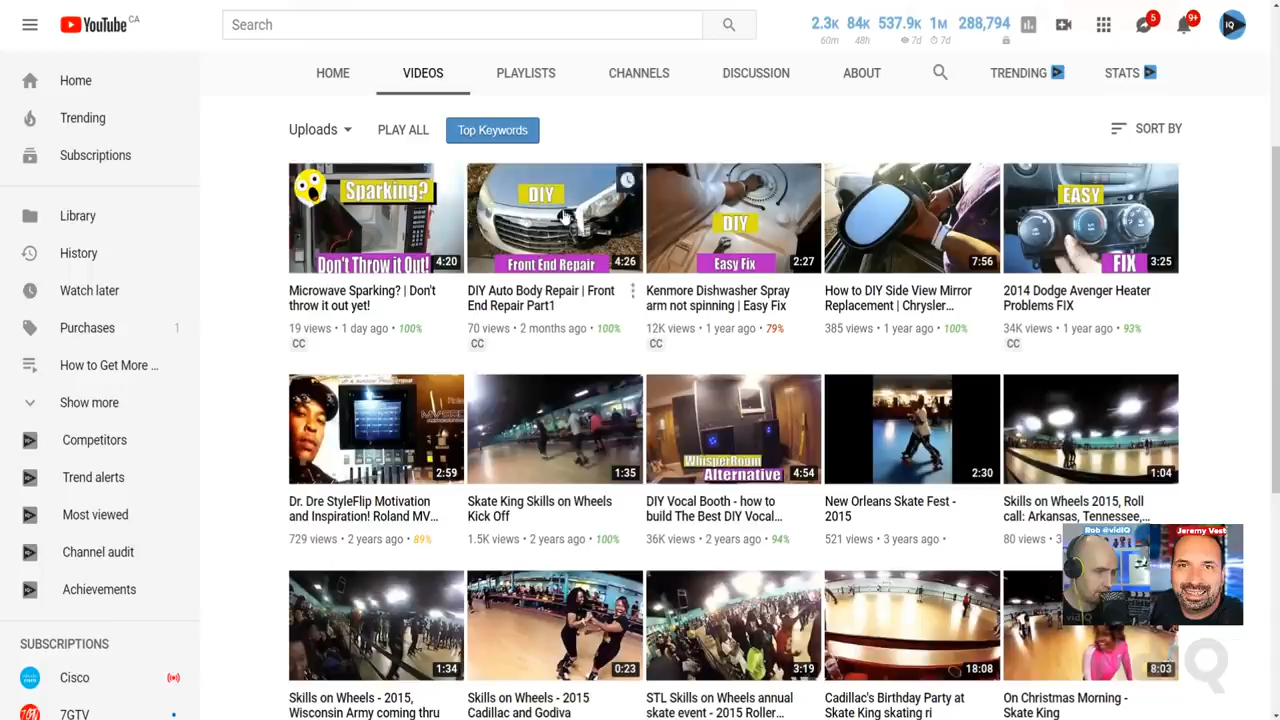 YouTube CA
Search
2.3K 84K 537.9K 1M 288,794
60m 48h 7d 7d
5
9+
IQ
Home
Trending
Subscriptions
Library
History
Watch later
Purchases 1
How to Get More ...
Show more
Competitors
Trend alerts
Most viewed
Channel audit
Achievements
SUBSCRIPTIONS
Cisco
7GTV
HOME VIDEOS PLAYLISTS CHANNELS DISCUSSION ABOUT TRENDING STATS
Uploads PLAY ALL Top Keywords SORT BY
Sparking?
Don't Throw it Out!
4:20
DIY
Front End Repair
4:26
DIY
Easy Fix
2:27
7:56
EASY
FIX
3:25
Microwave Sparking? | Don't
throw it out yet!
19 views • 1 day ago • 100%
CC
DIY Auto Body Repair | Front
End Repair Part1
70 views • 2 months ago • 100%
CC
Kenmore Dishwasher Spray
arm not spinning | Easy Fix
12K views • 1 year ago • 79%
CC
How to DIY Side View Mirror
Replacement | Chrysler...
385 views • 1 year ago • 100%
2014 Dodge Avenger Heater
Problems FIX
34K views • 1 year ago • 93%
CC
2:59
1:35
WhisperRoom
Alternative
4:54
2:30
1:04
Dr. Dre StyleFlip Motivation
and Inspiration! Roland MV...
729 views • 2 years ago • 89%
Skate King Skills on Wheels
Kick Off
1.5K views • 2 years ago • 100%
DIY Vocal Booth - how to
build The Best DIY Vocal...
36K views • 2 years ago • 94%
New Orleans Skate Fest -
2015
521 views • 3 years ago •
Skills on Wheels 2015, Roll
call: Arkansas, Tennessee,...
80 views • 3
Rob @vidIQ
Jeremy Vest
vidIQ
1:34
0:23
3:19
18:08
8:03
Skills on Wheels - 2015,
Wisconsin Army coming thru
Skills on Wheels - 2015
Cadillac and Godiva
STL Skills on Wheels annual
skate event - 2015 Roller...
Cadillac's Birthday Party at
Skate King skating ri
On Christmas Morning -
Skate King